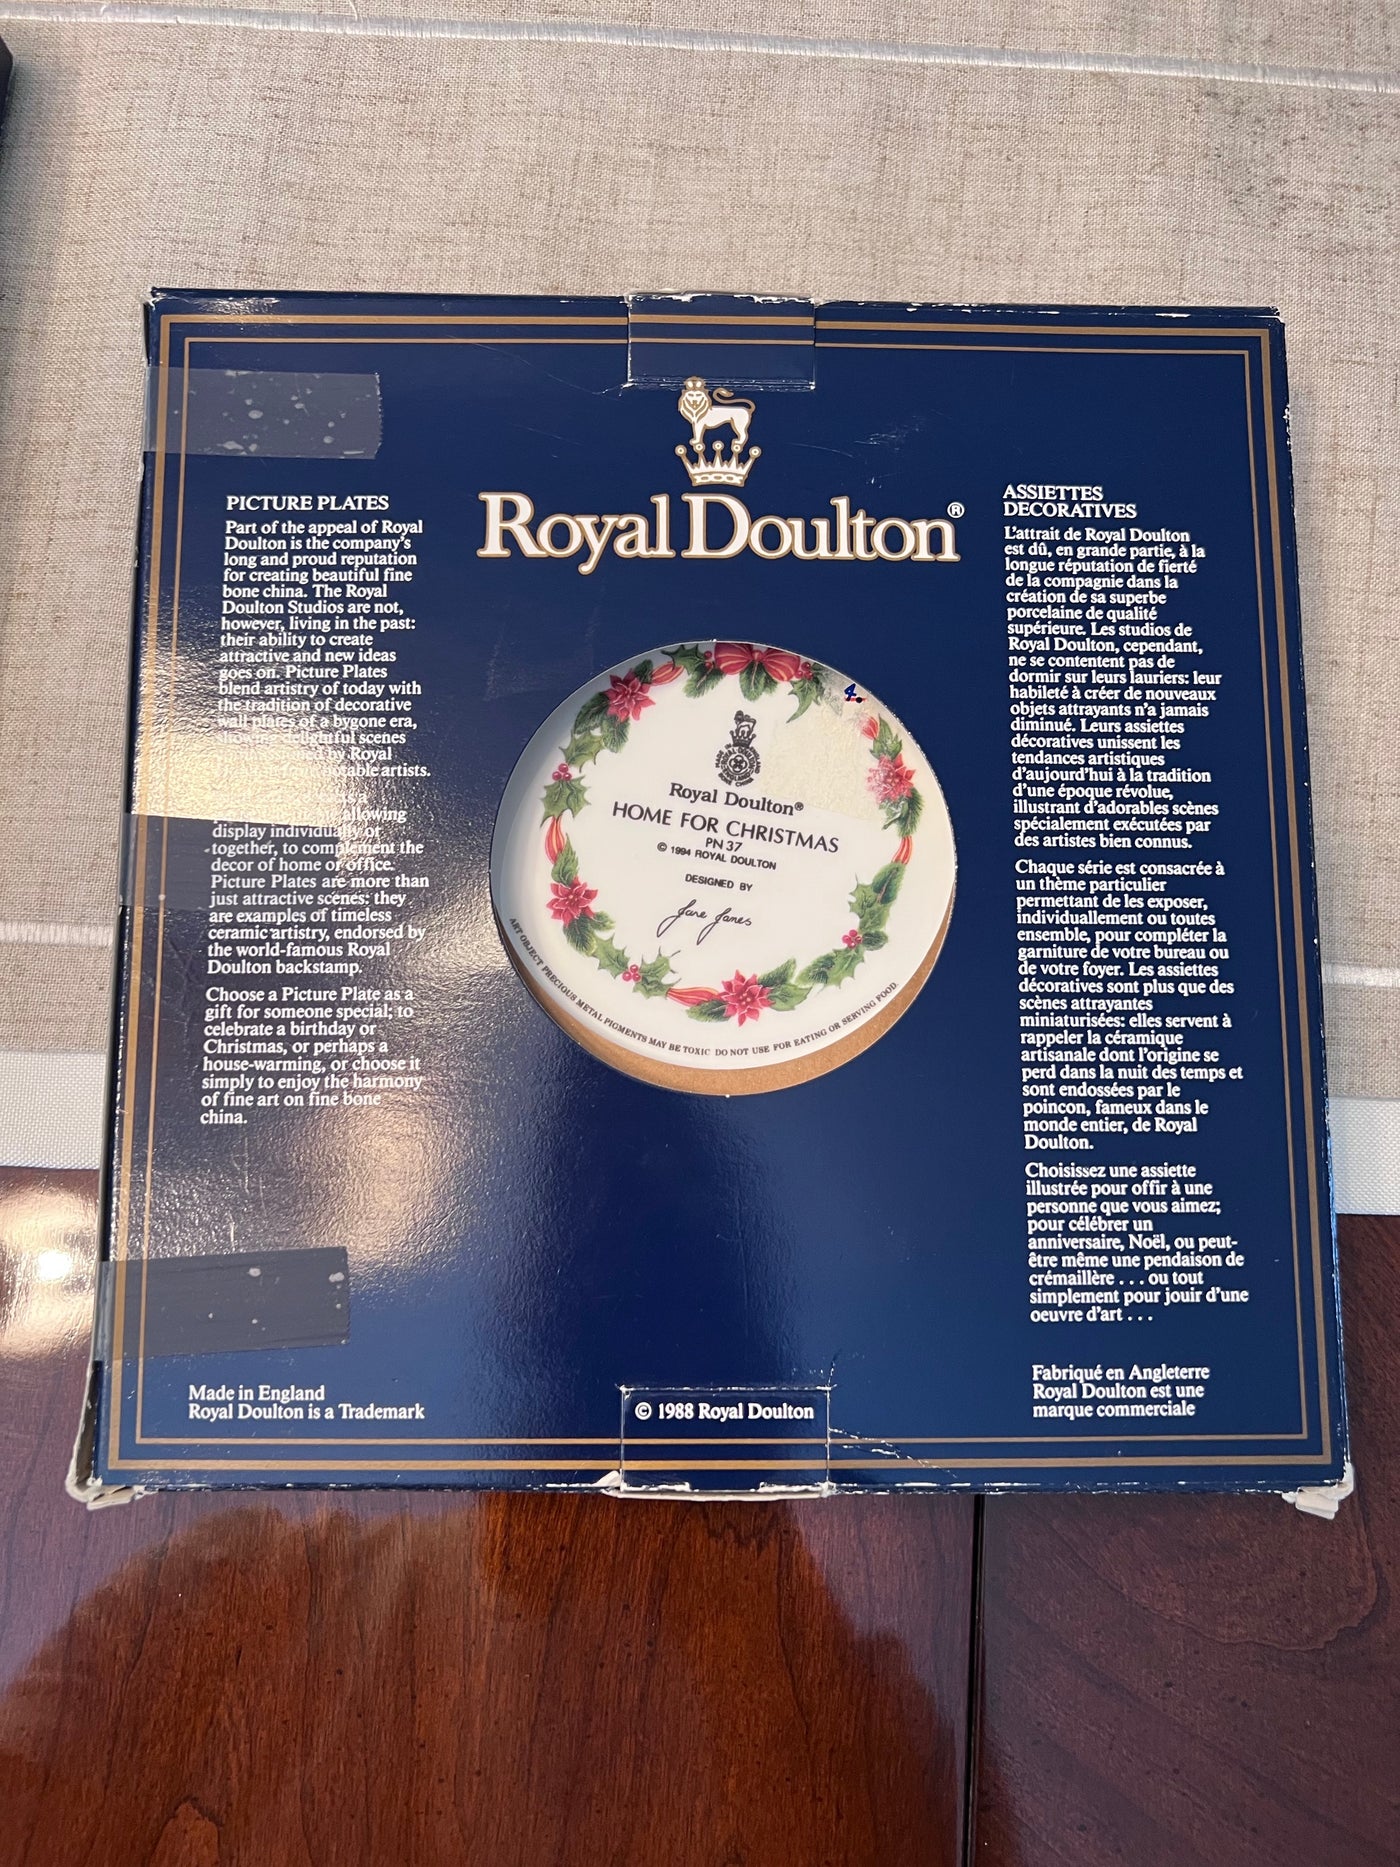 Royal Doulton®
PICTURE PLATES
Part of the appeal of Royal
Doulton is the company's
long and proud reputation
for creating beautiful fine
bone china. The Royal
Doulton Studios are not,
however, living in the past:
their ability to create
attractive and new ideas
goes on. Picture Plates
blend artistry of today with
the tradition of decorative
wall plates of a bygone era,
showing delightful scenes
by Royal
artists.
allowing
display individually or
together, to complement the
decor of home or office.
Picture Plates are more than
just attractive scenes: they
are examples of timeless
ceramic artistry, endorsed by
the world-famous Royal
Doulton backstamp.
Choose a Picture Plate as a
gift for someone special; to
celebrate a birthday or
Christmas, or perhaps a
house-warming, or choose it
simply to enjoy the harmony
of fine art on fine bone
china.
Made in England
Royal Doulton is a Trademark
4.
Royal Doulton®
HOME FOR CHRISTMAS
PN 37
© 1994 ROYAL DOULTON
DESIGNED BY
Jane James
ART OBJECT PRECIOUS METAL PIGMENTS MAY BE TOXIC DO NOT USE FOR EATING OR SERVING FOOD.
© 1988 Royal Doulton
ASSIETTES
DECORATIVES
L'attrait de Royal Doulton
est dû, en grande partie, à la
longue réputation de fierté
de la compagnie dans la
création de sa superbe
porcelaine de qualité
supérieure. Les studios de
Royal Doulton, cependant,
ne se contentent pas de
dormir sur leurs lauriers: leur
habileté à créer de nouveaux
objets attrayants n'a jamais
diminué. Leurs assiettes
décoratives unissent les
tendances artistiques
d'aujourd'hui à la tradition
d'une époque révolue,
illustrant d'adorables scènes
spécialement exécutées par
des artistes bien connus.
Chaque série est consacrée à
un thème particulier
permettant de les exposer,
individuallement ou toutes
ensemble, pour compléter la
garniture de votre bureau ou
de votre foyer. Les assiettes
décoratives sont plus que des
scènes attrayantes
miniaturisées: elles servent à
rappeler la céramique
artisanale dont l'origine se
perd dans la nuit des temps et
sont endossées par le
poincon, fameux dans le
monde entier, de Royal
Doulton.
Choisissez une assiette
illustrée pour offir à une
personne que vous aimez;
pour célébrer un
anniversaire, Noël, ou peut-
être même une pendaison de
crémaillère . . . ou tout
simplement pour jouir d'une
oeuvre d'art . . .
Fabriqué en Angleterre
Royal Doulton est une
marque commerciale